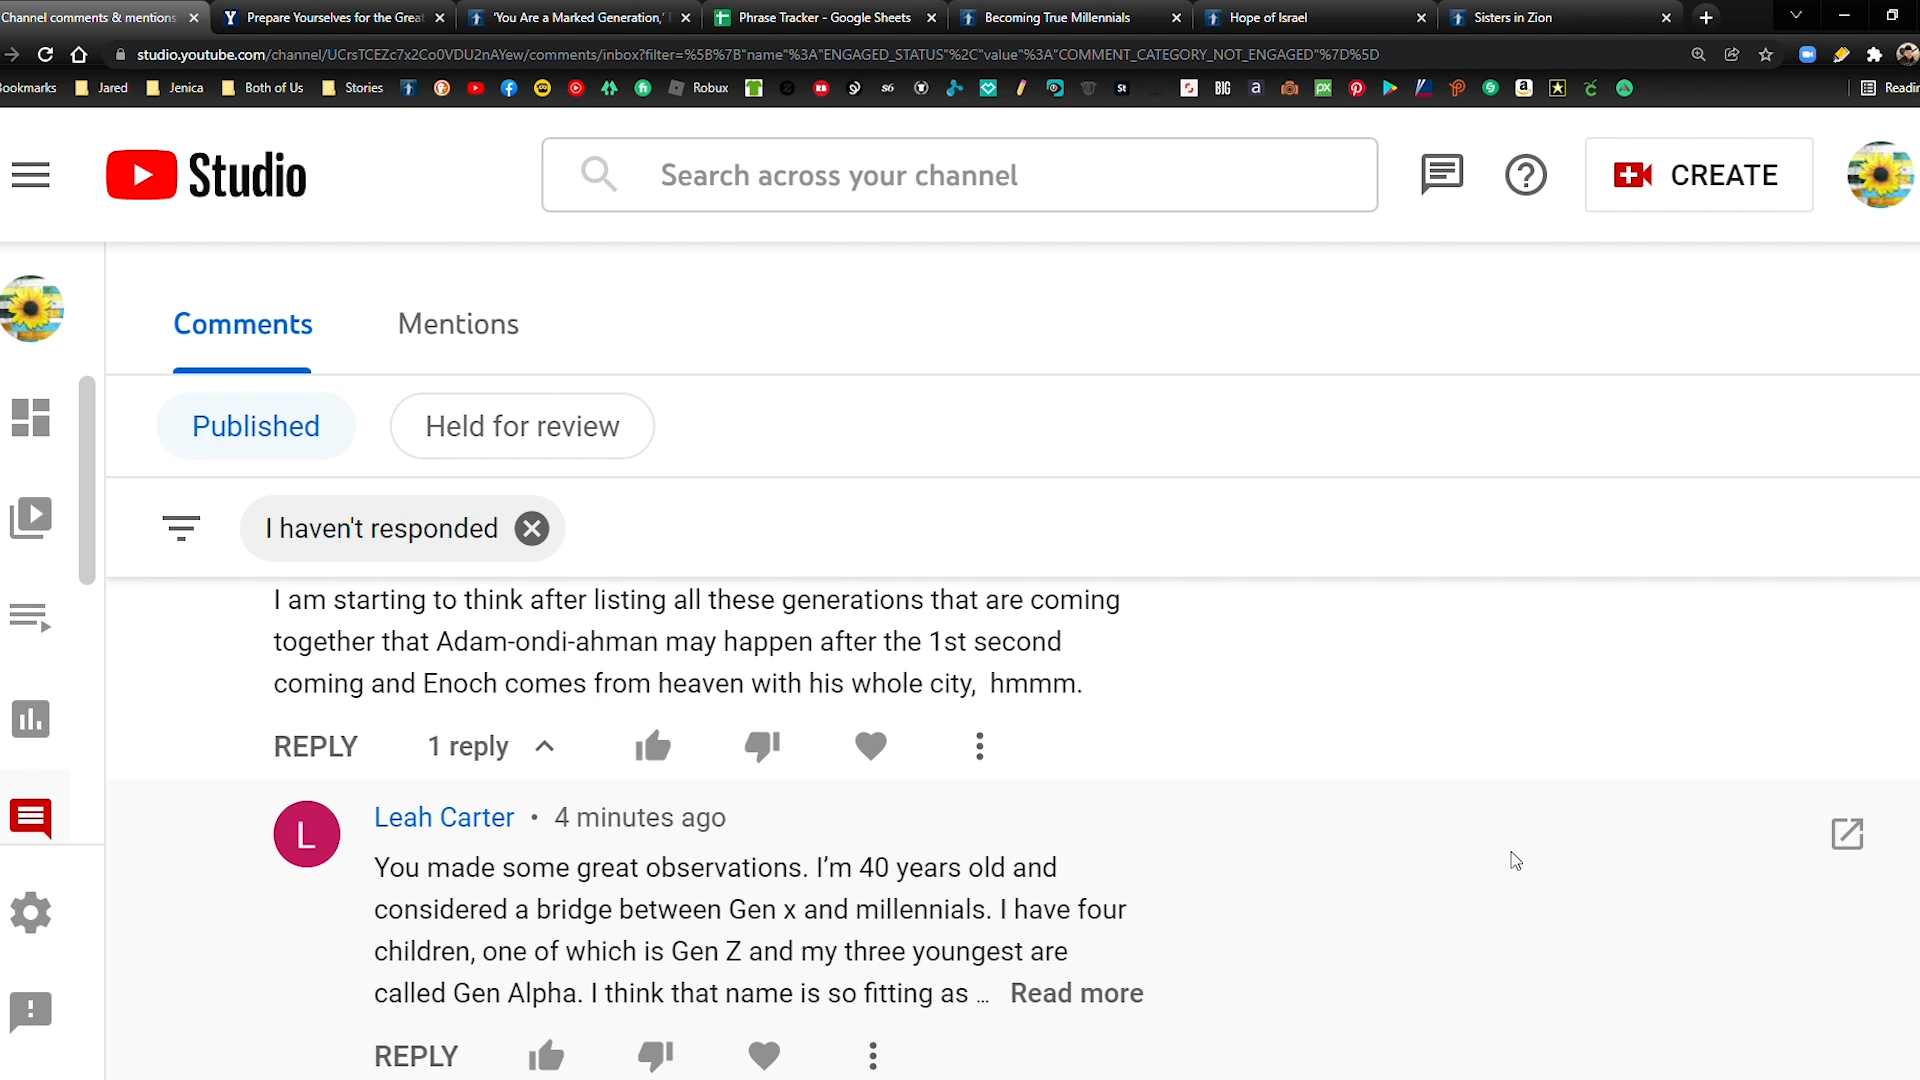 Channel comments & mentions
Prepare Yourselves for the Great
'You Are a Marked Generation,'
Phrase Tracker - Google Sheets
Becoming True Millennials
Hope of Israel
Sisters in Zion
studio.youtube.com/channel/UCrsTCEZc7x2Co0VDU2nAYew/comments/inbox?filter=%5B%7B"name"%3A"ENGAGED_STATUS"%2C"value"%3A"COMMENT_CATEGORY_NOT_ENGAGED"%7D%5D
ookmarks
Jared
Jenica
Both of Us
Stories
Robux
BIG
Readin
Studio
Search across your channel
CREATE
Comments
Mentions
Published
Held for review
I haven't responded
I am starting to think after listing all these generations that are coming
together that Adam-ondi-ahman may happen after the 1st second
coming and Enoch comes from heaven with his whole city, hmmm.
REPLY
1 reply
L
Leah Carter • 4 minutes ago
You made some great observations. I'm 40 years old and
considered a bridge between Gen x and millennials. I have four
children, one of which is Gen Z and my three youngest are
called Gen Alpha. I think that name is so fitting as ... Read more
REPLY